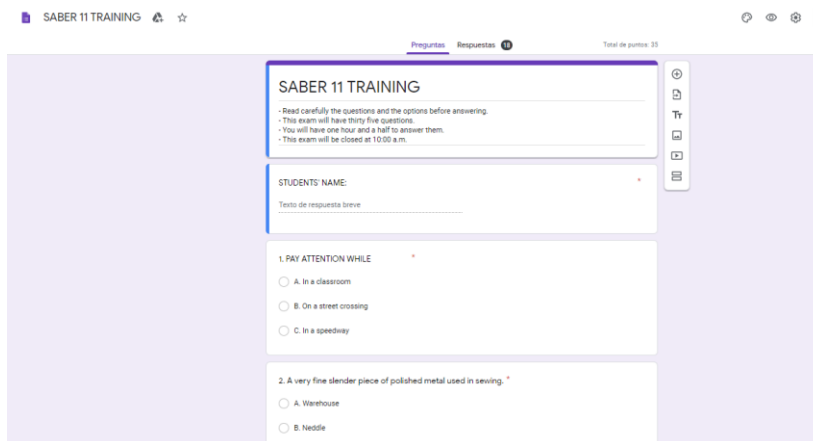 SABER 11 TRAINING
Preguntas Respuestas 18 Total de puntos: 35
SABER 11 TRAINING
- Read carefully the questions and the options before answering.
- This exam will have thirty five questions.
- You will have one hour and a half to answer them.
- This exam will be closed at 10:00 a.m.
STUDENTS' NAME: *
Texto de respuesta breve
1. PAY ATTENTION WHILE *
A. In a classroom
B. On a street crossing
C. In a speedway
2. A very fine slender piece of polished metal used in sewing. *
A. Warehouse
B. Neddle